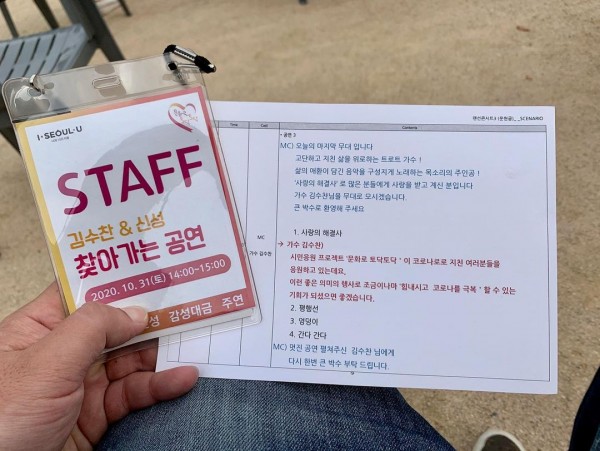 I·SEOUL·U
STAFF
김수찬 & 신성
찾아가는 공연
2020. 10. 31(토) 14:00~15:00
감성대금 주연
SCENARIO
Time
Cast
Contents
- 공연 3
MC) 오늘의 마지막 무대 입니다
고단하고 지친 삶을 위로하는 트로트 가수 !
삶의 애환이 담긴 음악을 구성지게 노래하는 목소리의 주인공 !
'사랑의 해결사' 로 많은 분들에게 사랑을 받고 계신 분입니다
가수 김수찬님을 무대로 모시겠습니다.
큰 박수로 환영해 주세요
1. 사랑의 해결사
MC
가수 김수찬
→ 가수 김수찬)
시민응원 프로젝트 '문화로 토닥토닥 ' 이 코로나로로 지친 여러분들을
응원하고 있는데요,
이런 좋은 의미의 행사로 조금이나마 '힘내시고 코로나를 극복 ' 할 수 있는
기회가 되셨으면 좋겠습니다.
2. 평행선
3. 엉덩이
4. 간다 간다
MC) 멋진 공연 펼쳐주신 김수찬 님에게
다시 한번 큰 박수 부탁 드립니다.